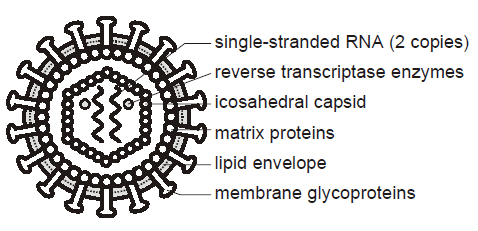 single-stranded RNA (2 copies)
reverse transcriptase enzymes
icosahedral capsid
matrix proteins
lipid envelope
membrane glycoproteins